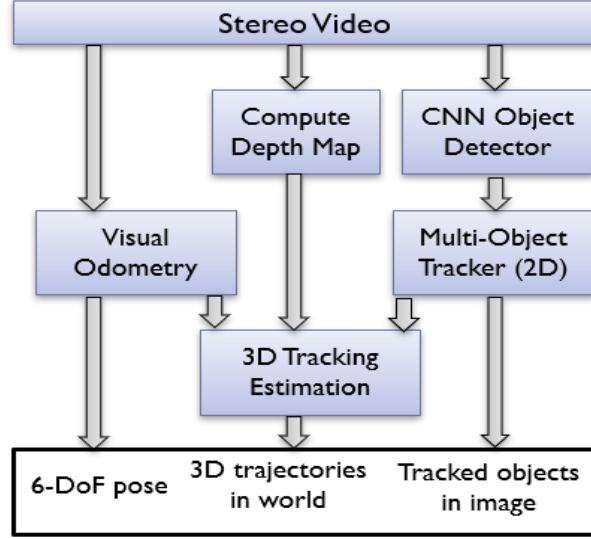 Stereo Video
Compute
Depth Map
CNN Object
Detector
Visual
Odometry
Multi-Object
Tracker (2D)
3D Tracking
Estimation
6-DoF pose
3D trajectories
in world
Tracked objects
in image